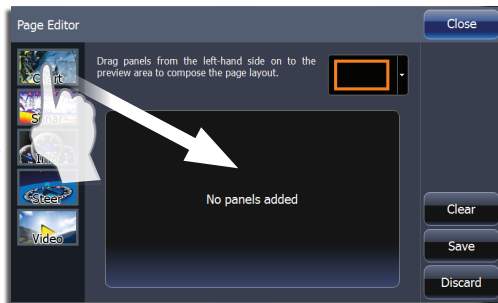 Page Editor
Close
Drag panels from the left-hand side on to the
preview area to compose the page layout.
Chart
Sonar
No panels added
Steer
Video
Clear
Save
Discard